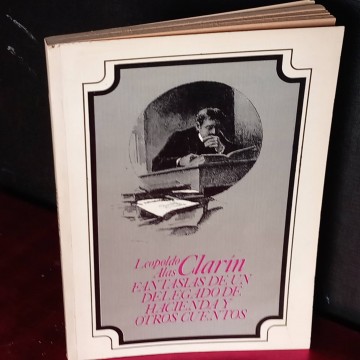 Leopoldo
Alas Clarín
FANTASIAS DE UN
DELEGADO DE
HACIENDA Y
OTROS CUENTOS